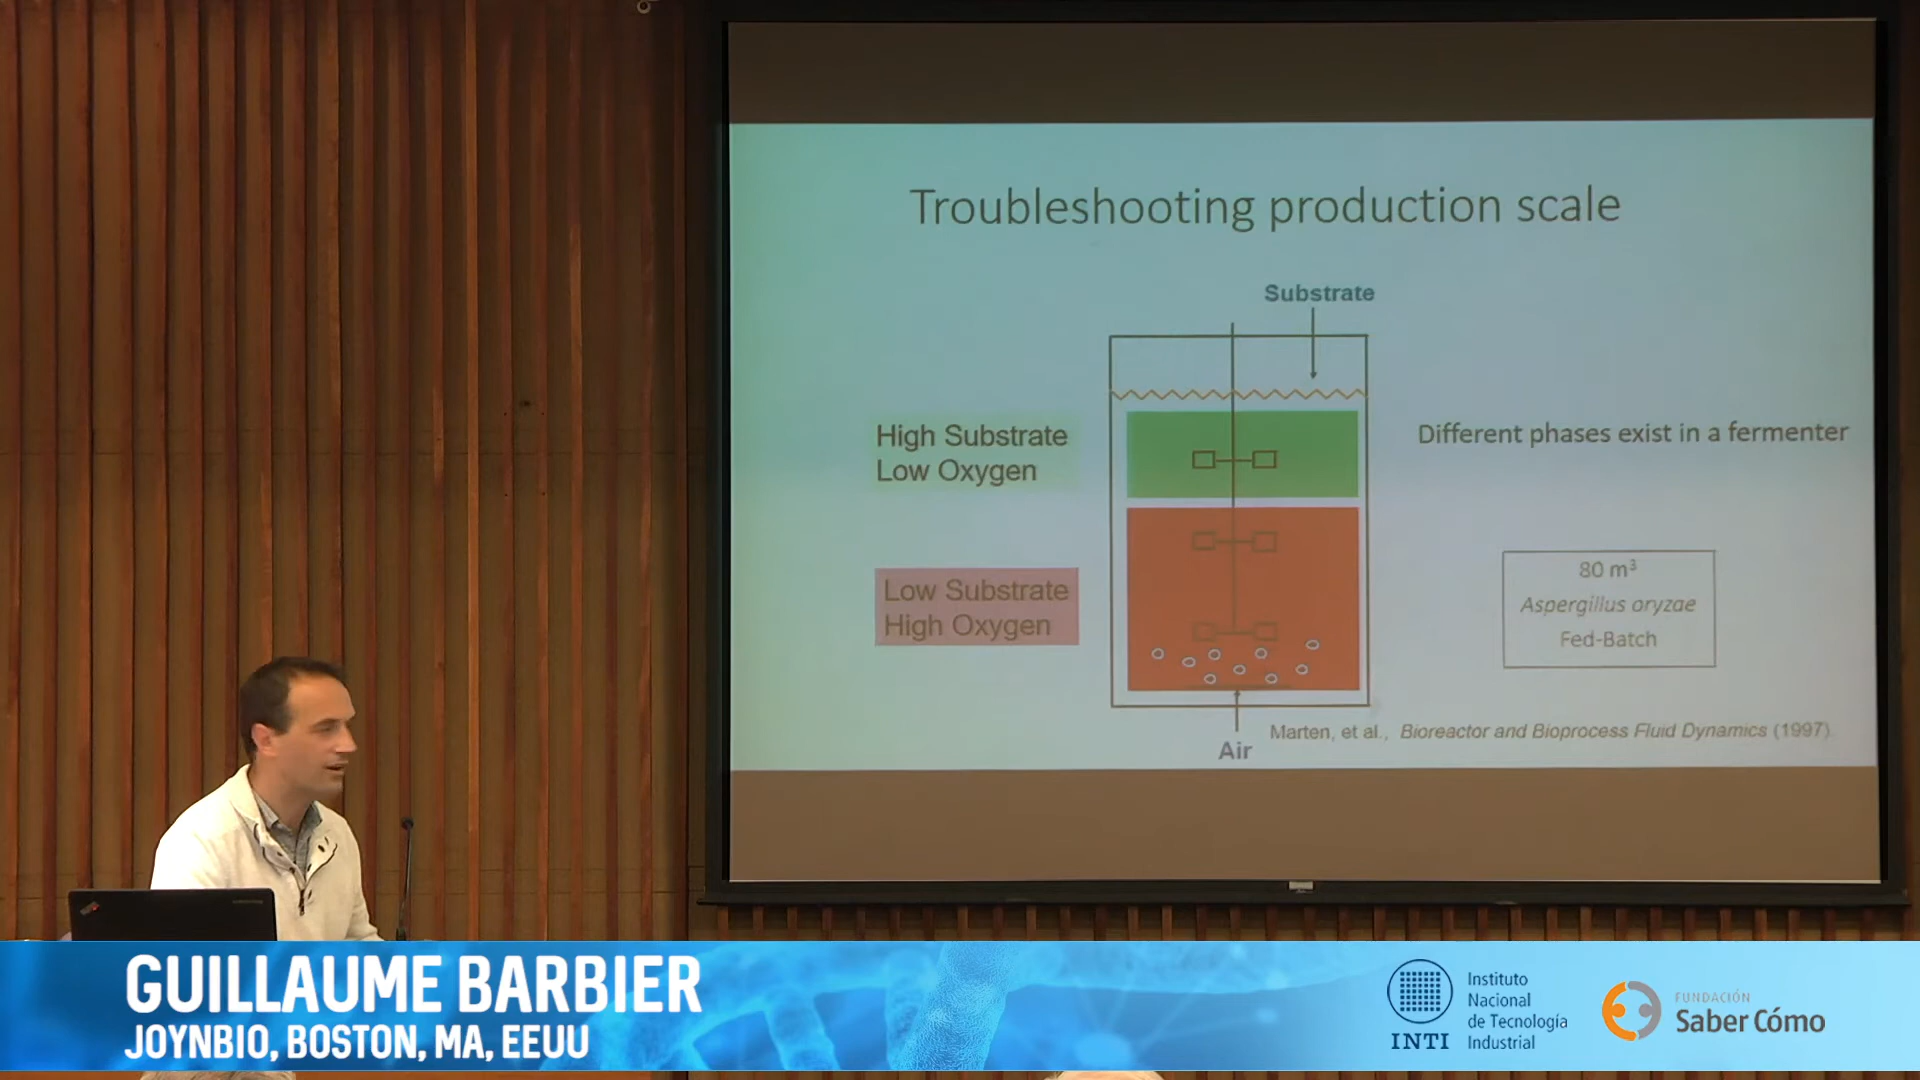 Troubleshooting production scale
Substrate
High Substrate
Low Oxygen
Different phases exist in a fermenter
Low Substrate
High Oxygen
80 m³
Aspergillus oryzae
Fed-Batch
Marten, et al., Bioreactor and Bioprocess Fluid Dynamics (1997)
Air
GUILLAUME BARBIER
JOYNBIO, BOSTON, MA, EEUU
INTI
Instituto
Nacional
de Tecnología
Industrial
FUNDACIÓN
Saber Cómo